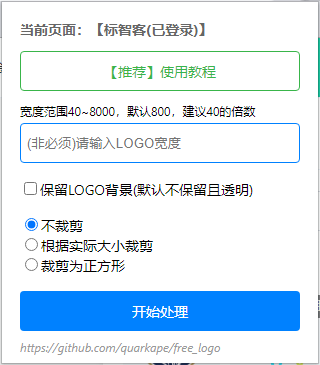 当前页面：【标智客(已登录)】
【推荐】使用教程
宽度范围40~8000，默认800，建议40的倍数
(非必须)请输入LOGO宽度
保留LOGO背景(默认不保留且透明)
不裁剪
根据实际大小裁剪
裁剪为正方形
开始处理
https://github.com/quarkape/free_logo